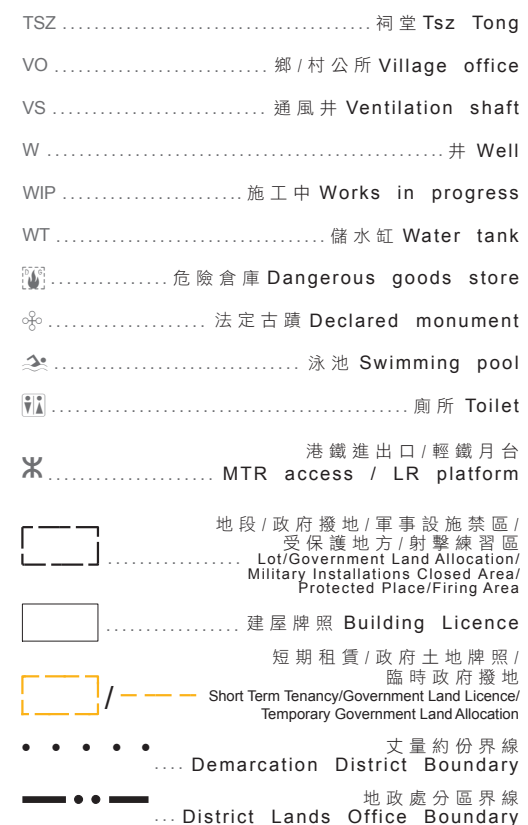 TSZ ..................................... 祠堂 Tsz Tong
VO .......................... 鄉/村公所 Village office
VS .......................... 通風井 Ventilation shaft
W ................................................ 井 Well
WIP ...................... 施工中 Works in progress
WT ................................ 儲水缸 Water tank
D G ............... 危險倉庫 Dangerous goods store
................... 法定古蹟 Declared monument
.............................. 泳池 Swimming pool
........................................... 廁所 Toilet
港鐵進出口/輕鐵月台
.................... MTR access / LR platform
地段/政府撥地/軍事設施禁區/
受保護地方/射擊練習區
................ Lot/Government Land Allocation/
Military Installations Closed Area/
Protected Place/Firing Area
................ 建屋牌照 Building Licence
短期租賃/政府土地牌照/
臨時政府撥地
/ Short Term Tenancy/Government Land Licence/
Temporary Government Land Allocation
丈量約份界線
.... Demarcation District Boundary
地政處分區界線
... District Lands Office Boundary